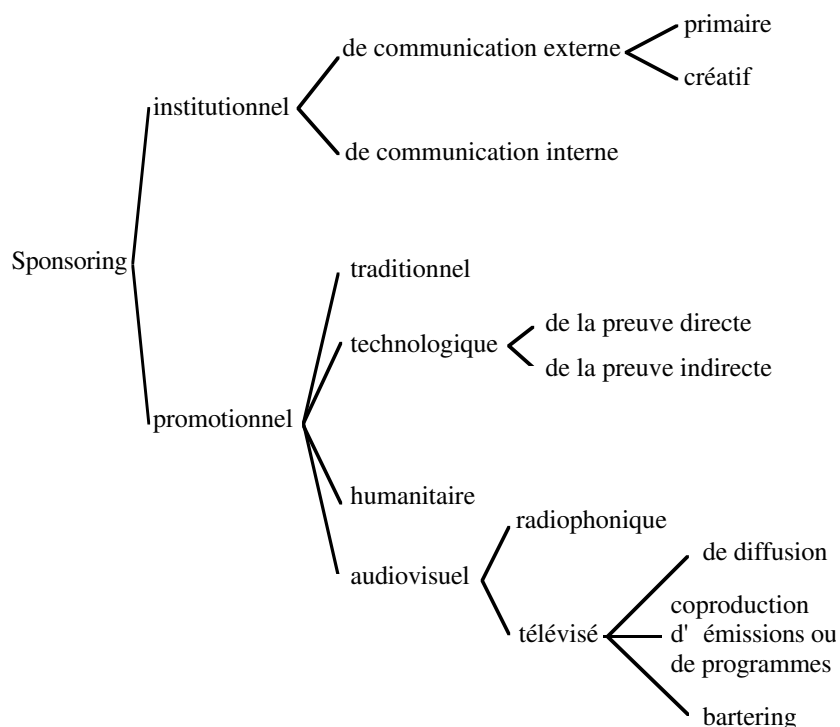 primaire
de communication externe
créatif
institutionnel
de communication interne
Sponsoring
traditionnel
de la preuve directe
technologique
de la preuve indirecte
promotionnel
humanitaire
radiophonique
audiovisuel
de diffusion
coproduction
télévisé
d' émissions ou
de programmes
bartering